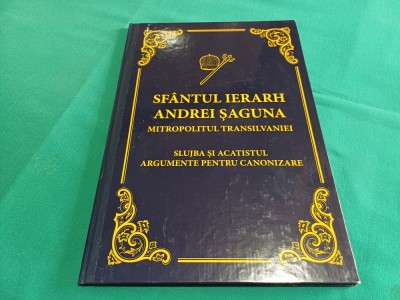 SFÂNTUL IERARH
ANDREI ŞAGUNA
MITROPOLITUL TRANSILVANIEI
SLUJBA ŞI ACATISTUL
ARGUMENTE PENTRU CANONIZARE